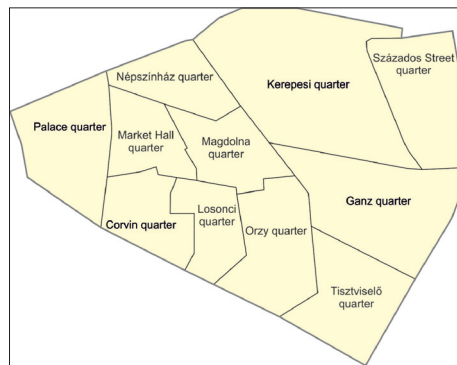 Százados Street
quarter
Népszínház quarter
Kerepesi quarter
Palace quarter
Market Hall
quarter
Magdolna
quarter
Ganz quarter
Losonci
quarter
Corvin quarter
Orzy quarter
Tisztviselő
quarter